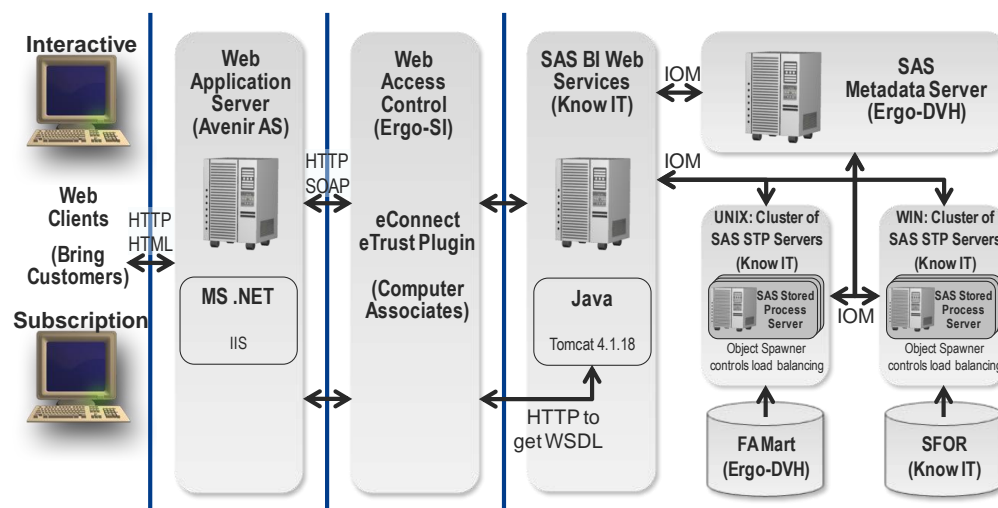 Interactive
Web
Clients
(Bring
Customers)
Subscription
HTTP
HTML
Web
Application
Server
(Avenir AS)
MS .NET
IIS
HTTP
SOAP
Web
Access
Control
(Ergo-SI)
eConnect
eTrust Plugin
(Computer
Associates)
SAS BI Web
Services
(Know IT)
Java
Tomcat 4.1.18
HTTP to
get WSDL
IOM
SAS
Metadata Server
(Ergo-DVH)
IOM
UNIX: Cluster of
SAS STP Servers
(Know IT)
SAS Stored
Process
Server
Object Spawner
controls load balancing
IOM
WIN: Cluster of
SAS STP Servers
(Know IT)
SAS Stored
Process
Server
Object Spawner
controls load balancing
FAMart
(Ergo-DVH)
SFOR
(Know IT)